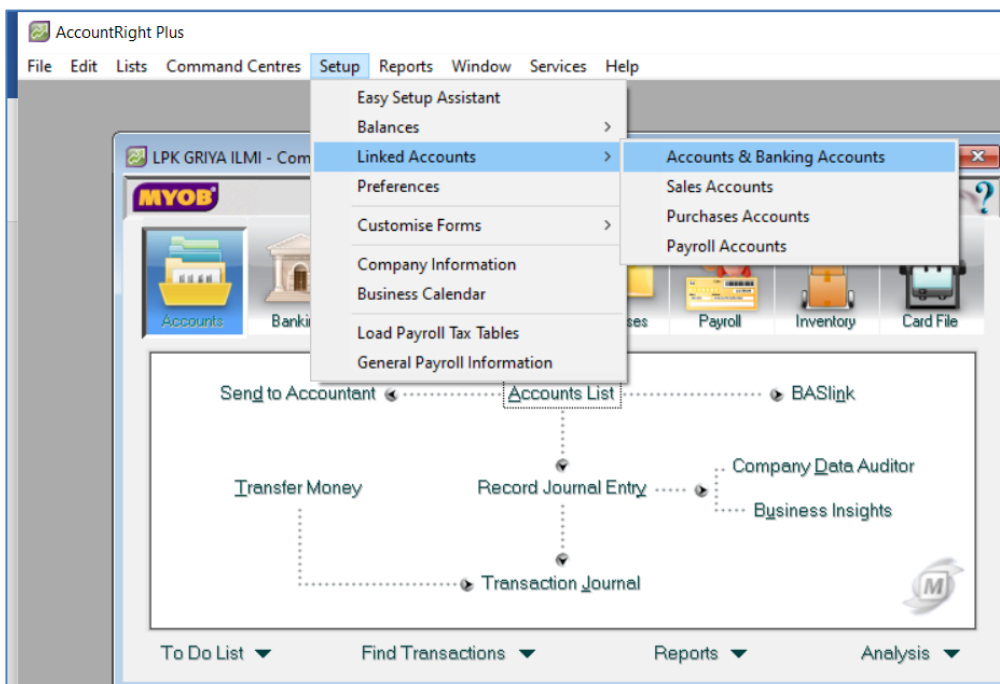 AccountRight Plus
File Edit Lists Command Centres Setup Reports Window Services Help
Easy Setup Assistant
Balances
LPK GRIYA ILMI - Com
Linked Accounts
Accounts & Banking Accounts
MYOB
Preferences
Sales Accounts
?
Customise Forms
Purchases Accounts
Company Information
Payroll Accounts
Business Calendar
Accounts Banki ses Payroll Inventory Card File
Load Payroll Tax Tables
General Payroll Information
Send to Accountant Accounts List BASlink
Company Data Auditor
Transfer Money Record Journal Entry
Business Insights
Transaction Journal
M
To Do List Find Transactions Reports Analysis